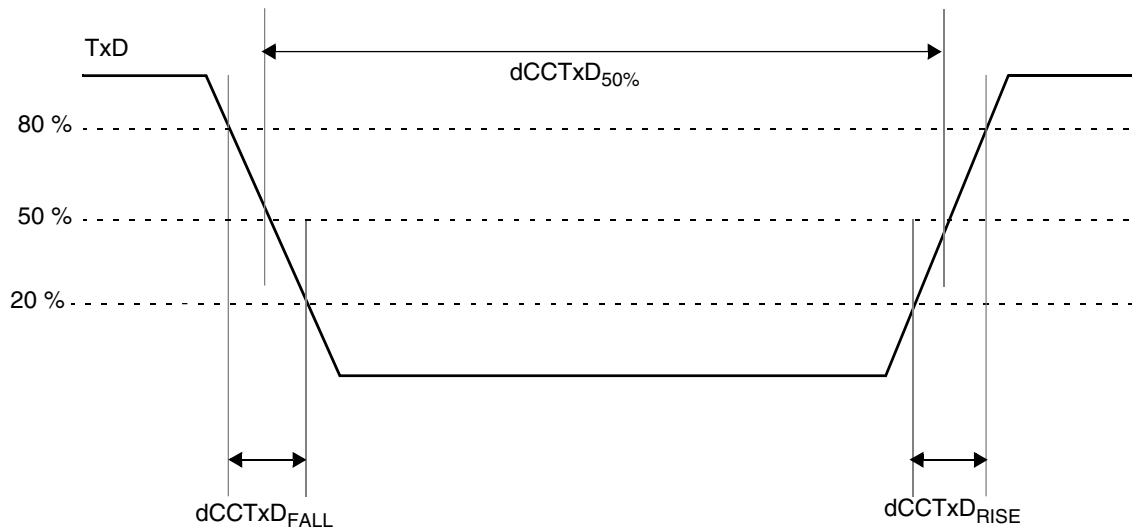 TxD
dCCTxD50%
80 %
50 %
20 %
dCCTxDFALL
dCCTxDRISE